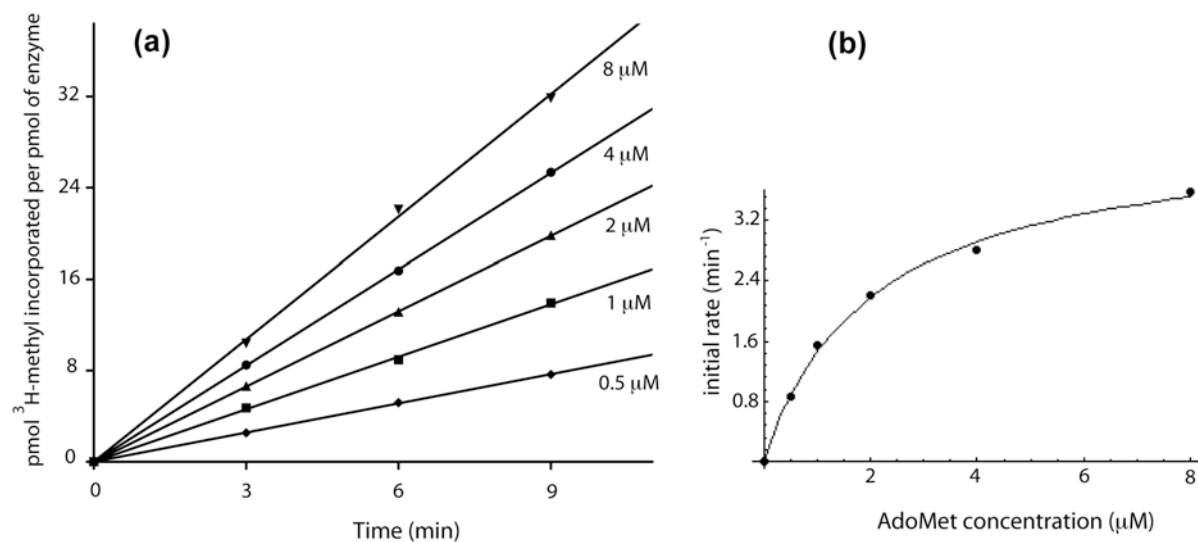 (a)
pmol ³H-methyl incorporated per pmol of enzyme
32
24
16
8
0
8 µM
4 µM
2 µM
1 µM
0.5 µM
0
3
6
9
Time (min)
(b)
initial rate (min⁻¹)
3.2
2.4
1.6
0.8
2
4
6
8
AdoMet concentration (µM)